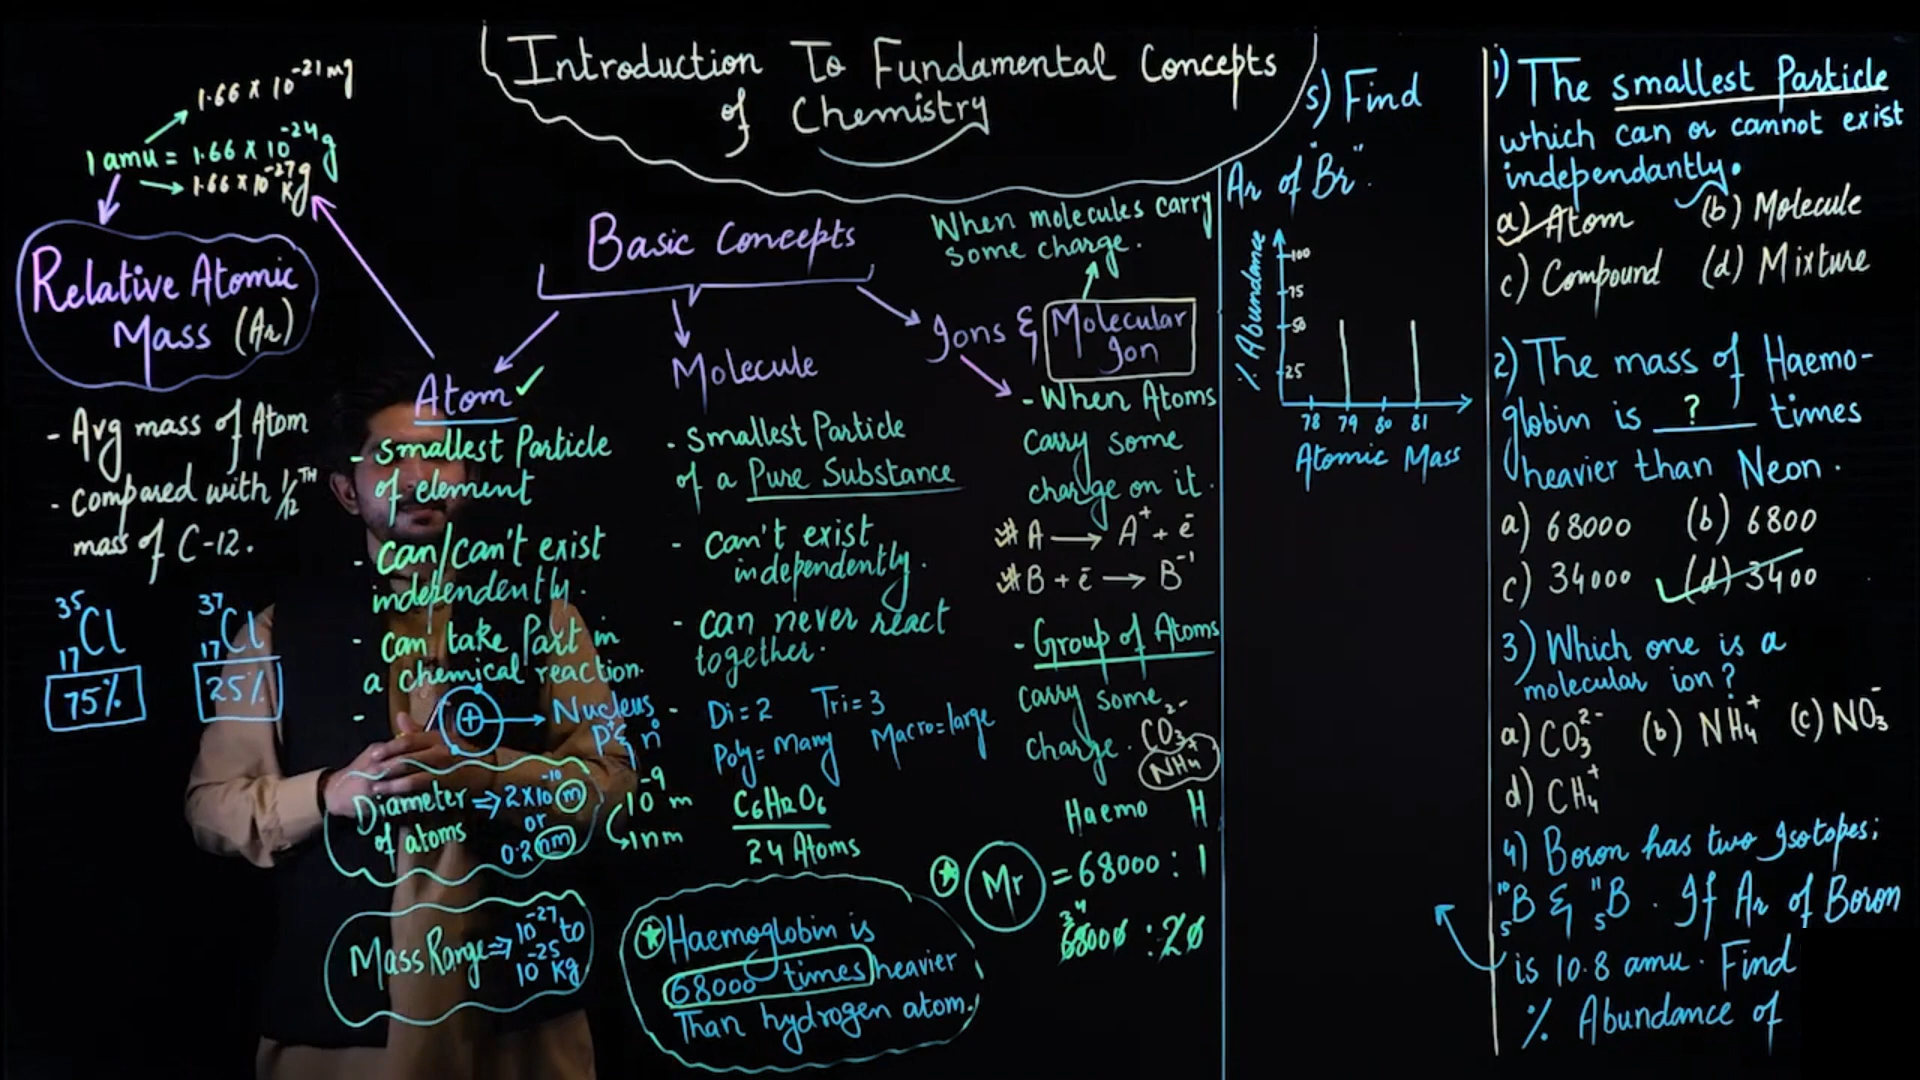 Introduction To Fundamental Concepts
of Chemistry
1.66 x 10^-21 mg
1 amu = 1.66 x 10^-24 g
1.66 x 10^-27 Kg
Relative Atomic
Mass (Ar)
- Avg mass of Atom
- Compared with 1/12TH
mass of C-12.
35 17 Cl 37 17 Cl
75% 25%
Basic Concepts
Atom ✓
- smallest Particle
of element
- can/can't exist
independently.
- can take Part in
a chemical reaction.
- + → Nucleus
P+ & n°
Diameter of atoms ⇒ 2x10^-10 m
or
0.2 nm
10^-9 m
1nm
Mass Range ⇒ 10^-27 to
10^-25 Kg
Molecule
- Smallest Particle
of a Pure Substance
- can't exist
independently.
- can never react
together.
- Di = 2 Tri = 3
Poly = Many Macro = large
C6H12O6
24 Atoms
★ Haemoglobin is
68000 times heavier
Than hydrogen atom.
When molecules carry
some charge.
Ions & Molecular
Ion
- When Atoms
Carry some
charge on it.
# A → A+ + e-
# B + e- → B^-1
- Group of Atoms
carry some
charge. CO3 2-
NH4+
Haemo H
★ Mr = 68000 : 1
34
68000 : 20
5) Find
Ar of "Br".
% Abundance
100
75
50
25
78 79 80 81
Atomic Mass
1) The smallest Particle
which can or cannot exist
independantly.
a) Atom (b) Molecule
c) Compound (d) Mixture
2) The mass of Haemo-
globin is ? times
heavier than Neon.
a) 68000 (b) 6800
c) 34000 (d) 3400
3) Which one is a
molecular ion?
a) CO3 2- (b) NH4+ (c) NO3-
d) CH4+
4) Boron has two Isotopes;
10 5 B & 11 5 B. If Ar of Boron
is 10.8 amu. Find
% Abundance of